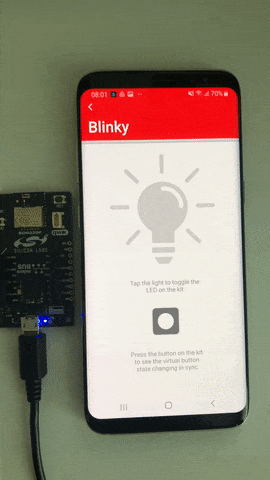 08:01
70%
Blinky
Tap the light to toggle the
LED on the kit
Press the button on the kit
to see the virtual button
state changing in sync.
SILICON LABS